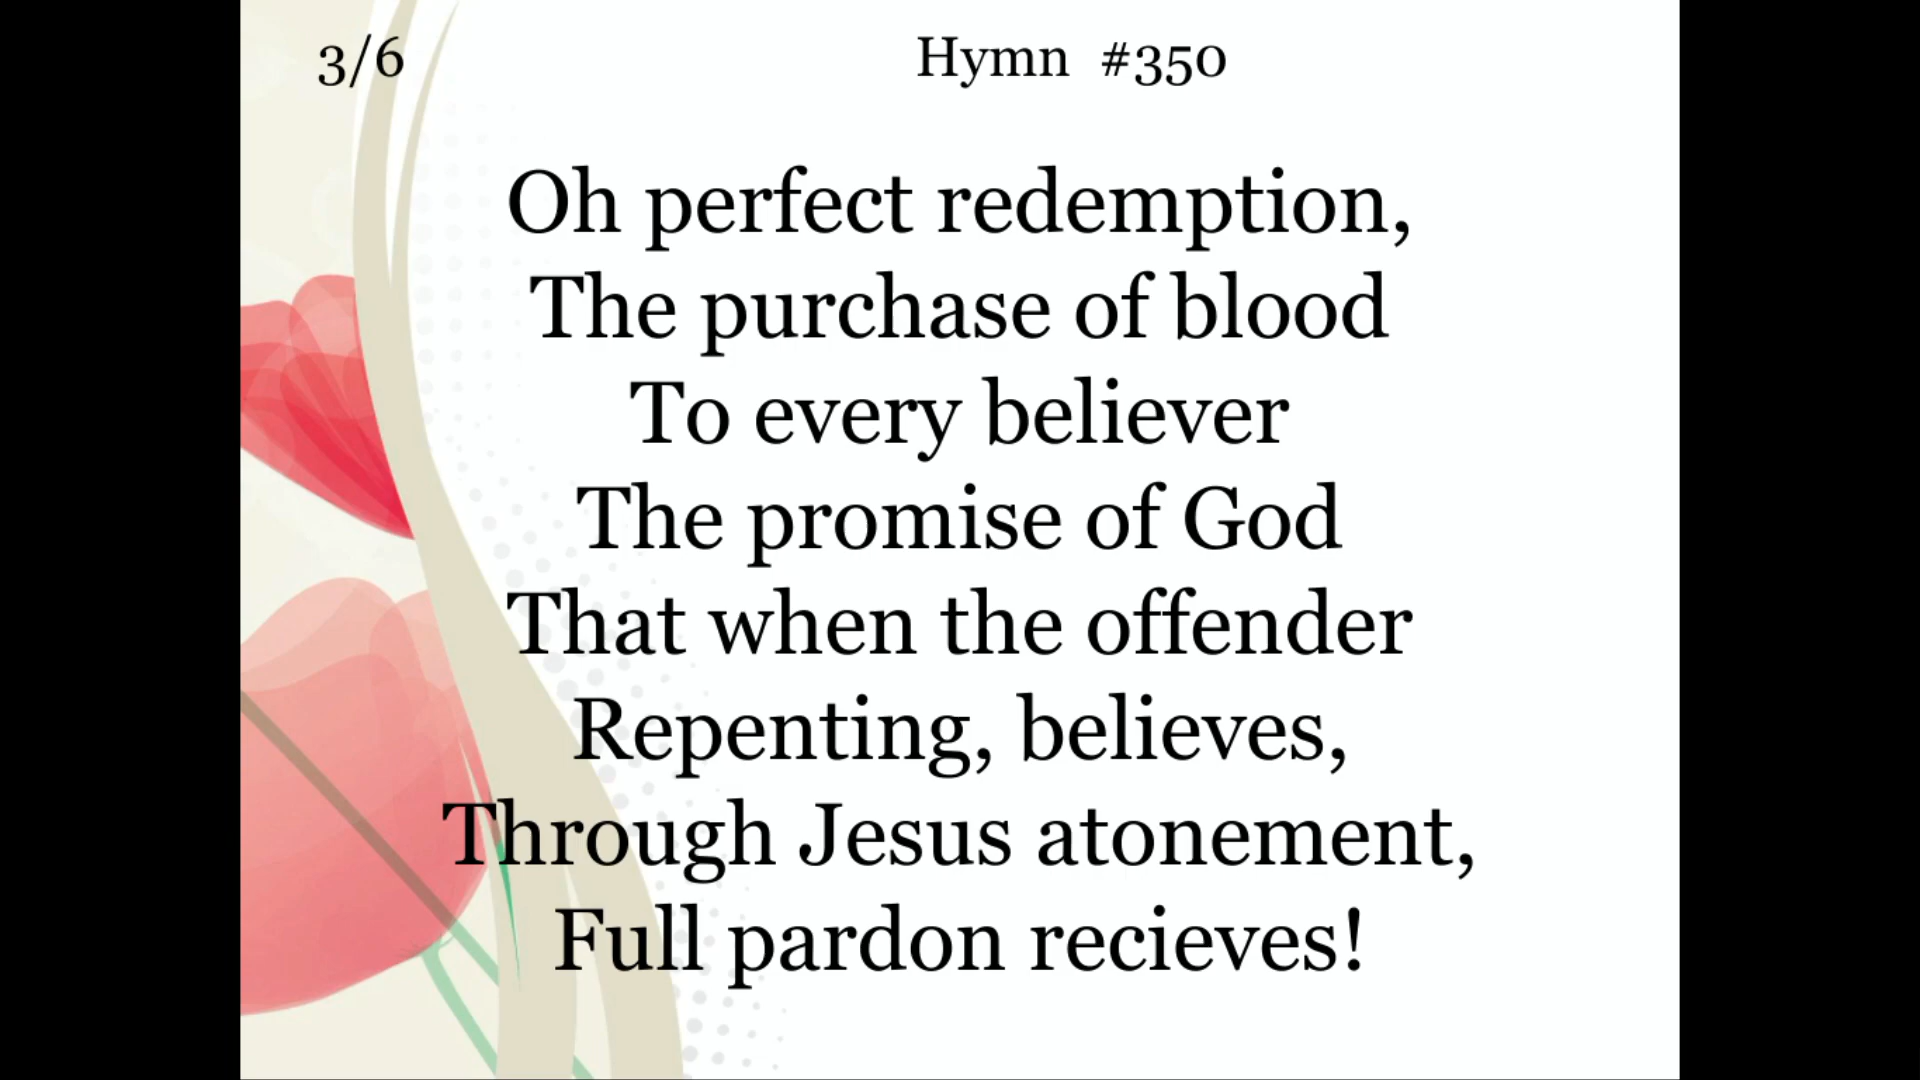 3/6 Hymn #350
Oh perfect redemption,
The purchase of blood
To every believer
The promise of God
That when the offender
Repenting, believes,
Through Jesus atonement,
Full pardon recieves!